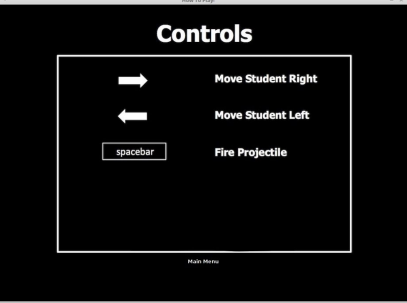 How To Play!
Controls
Move Student Right
Move Student Left
spacebar Fire Projectile
Main Menu